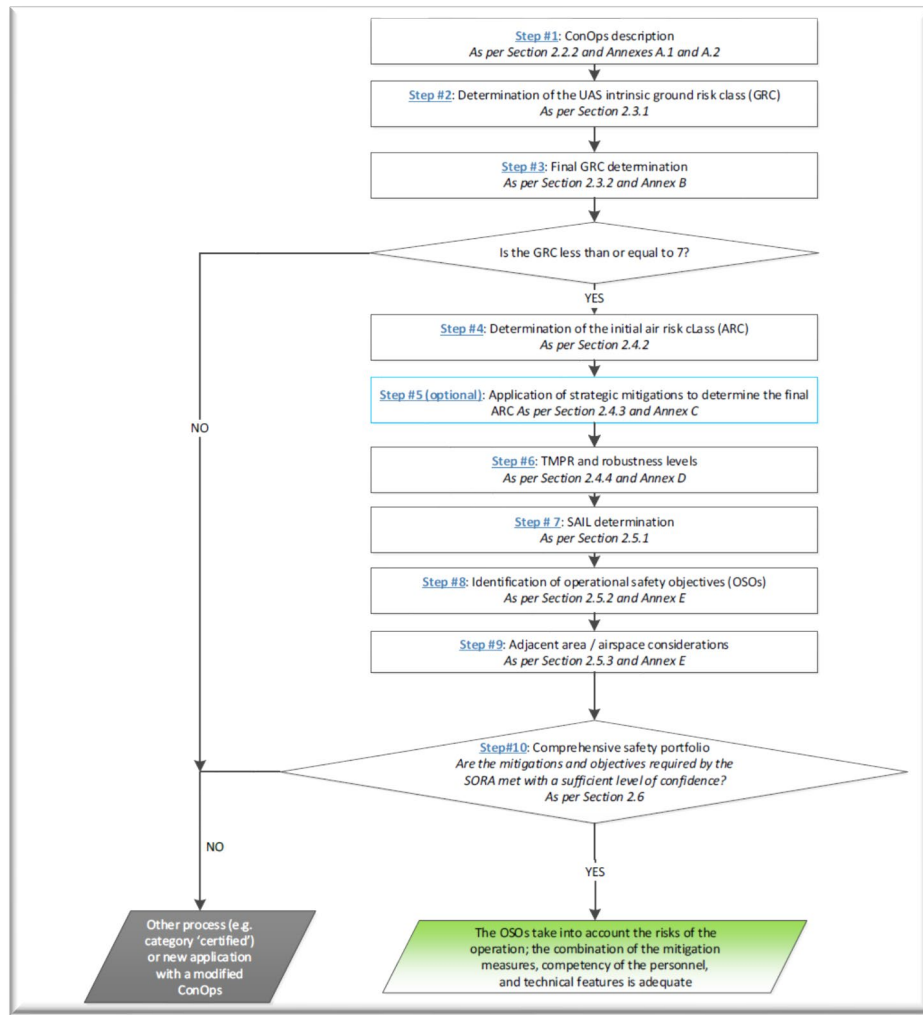 Step #1: ConOps description
As per Section 2.2.2 and Annexes A.1 and A.2
Step #2: Determination of the UAS intrinsic ground risk class (GRC)
As per Section 2.3.1
Step #3: Final GRC determination
As per Section 2.3.2 and Annex B
Is the GRC less than or equal to 7?
YES
Step #4: Determination of the initial air risk cLass (ARC)
As per Section 2.4.2
Step #5 (optional): Application of strategic mitigations to determine the final
ARC As per Section 2.4.3 and Annex C
NO
Step #6: TMPR and robustness levels
As per Section 2.4.4 and Annex D
Step # 7: SAIL determination
As per Section 2.5.1
Step #8: Identification of operational safety objectives (OSOs)
As per Section 2.5.2 and Annex E
Step #9: Adjacent area / airspace considerations
As per Section 2.5.3 and Annex E
Step#10: Comprehensive safety portfolio
Are the mitigations and objectives required by the
SORA met with a sufficient level of confidence?
As per Section 2.6
NO
YES
Other process (e.g.
category 'certified')
or new application
with a modified
ConOps
The OSOs take into account the risks of the
operation; the combination of the mitigation
measures, competency of the personnel,
and technical features is adequate